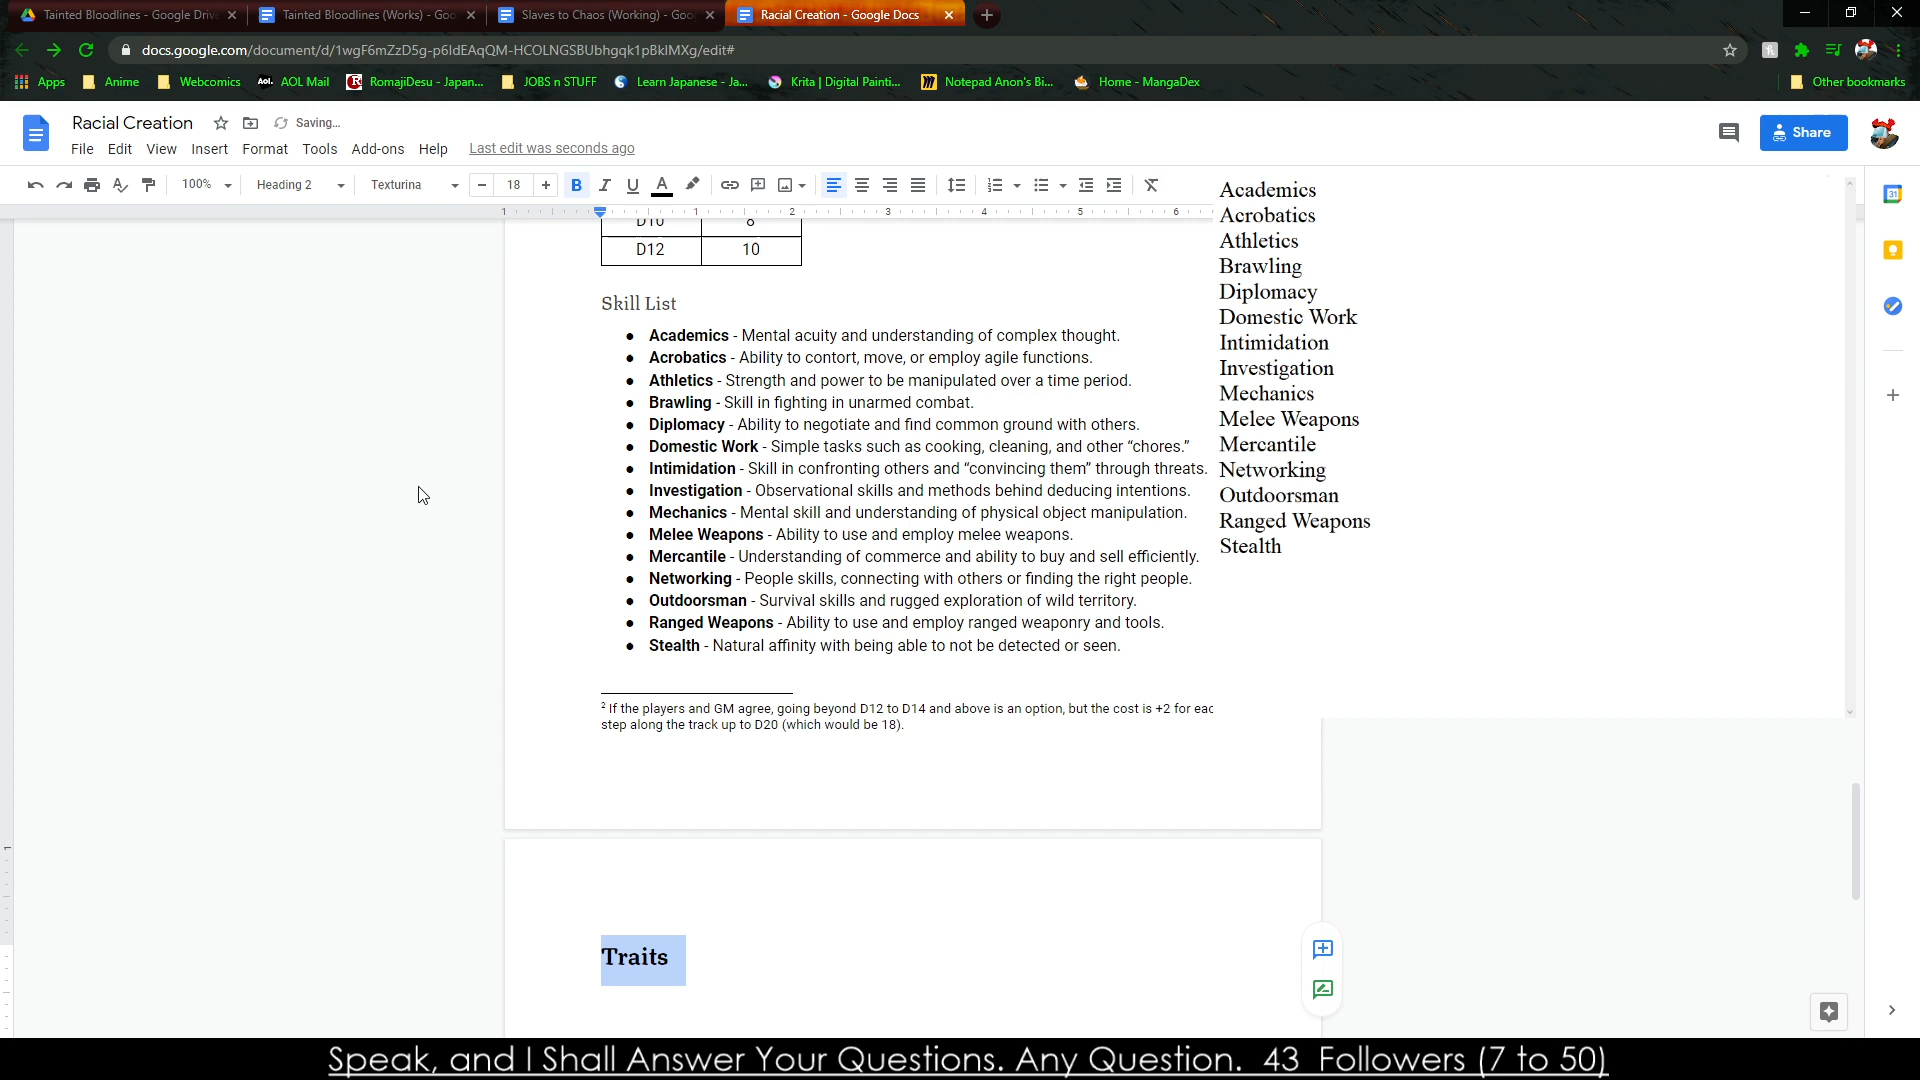 Tainted Bloodlines - Google Driv
Tainted Bloodlines (Works) - Goo
Slaves to Chaos (Working) - Goo
Racial Creation - Google Docs
docs.google.com/document/d/1wgF6mZzD5g-p6IdEAqQM-HCOLNGSBUbhgqk1pBkIMXg/edit#
Apps
Anime
Webcomics
Aol.
AOL Mail
RomajiDesu - Japan...
JOBS n STUFF
Learn Japanese - Ja...
Krita | Digital Painti...
Notepad Anon's Bi...
Home - MangaDex
Other bookmarks
Racial Creation
Saving...
File
Edit
View
Insert
Format
Tools
Add-ons
Help
Last edit was seconds ago
Share
100%
Heading 2
Texturina
18
B
I
U
A
31
1 1 2 3 4 5 6
D10 8
D12 10
Skill List
● Academics - Mental acuity and understanding of complex thought.
● Acrobatics - Ability to contort, move, or employ agile functions.
● Athletics - Strength and power to be manipulated over a time period.
● Brawling - Skill in fighting in unarmed combat.
● Diplomacy - Ability to negotiate and find common ground with others.
● Domestic Work - Simple tasks such as cooking, cleaning, and other “chores.”
● Intimidation - Skill in confronting others and “convincing them” through threats.
● Investigation - Observational skills and methods behind deducing intentions.
● Mechanics - Mental skill and understanding of physical object manipulation.
● Melee Weapons - Ability to use and employ melee weapons.
● Mercantile - Understanding of commerce and ability to buy and sell efficiently.
● Networking - People skills, connecting with others or finding the right people.
● Outdoorsman - Survival skills and rugged exploration of wild territory.
● Ranged Weapons - Ability to use and employ ranged weaponry and tools.
● Stealth - Natural affinity with being able to not be detected or seen.
2 If the players and GM agree, going beyond D12 to D14 and above is an option, but the cost is +2 for eac
step along the track up to D20 (which would be 18).
Traits
Academics
Acrobatics
Athletics
Brawling
Diplomacy
Domestic Work
Intimidation
Investigation
Mechanics
Melee Weapons
Mercantile
Networking
Outdoorsman
Ranged Weapons
Stealth
Speak, and I Shall Answer Your Questions. Any Question. 43 Followers (7 to 50)